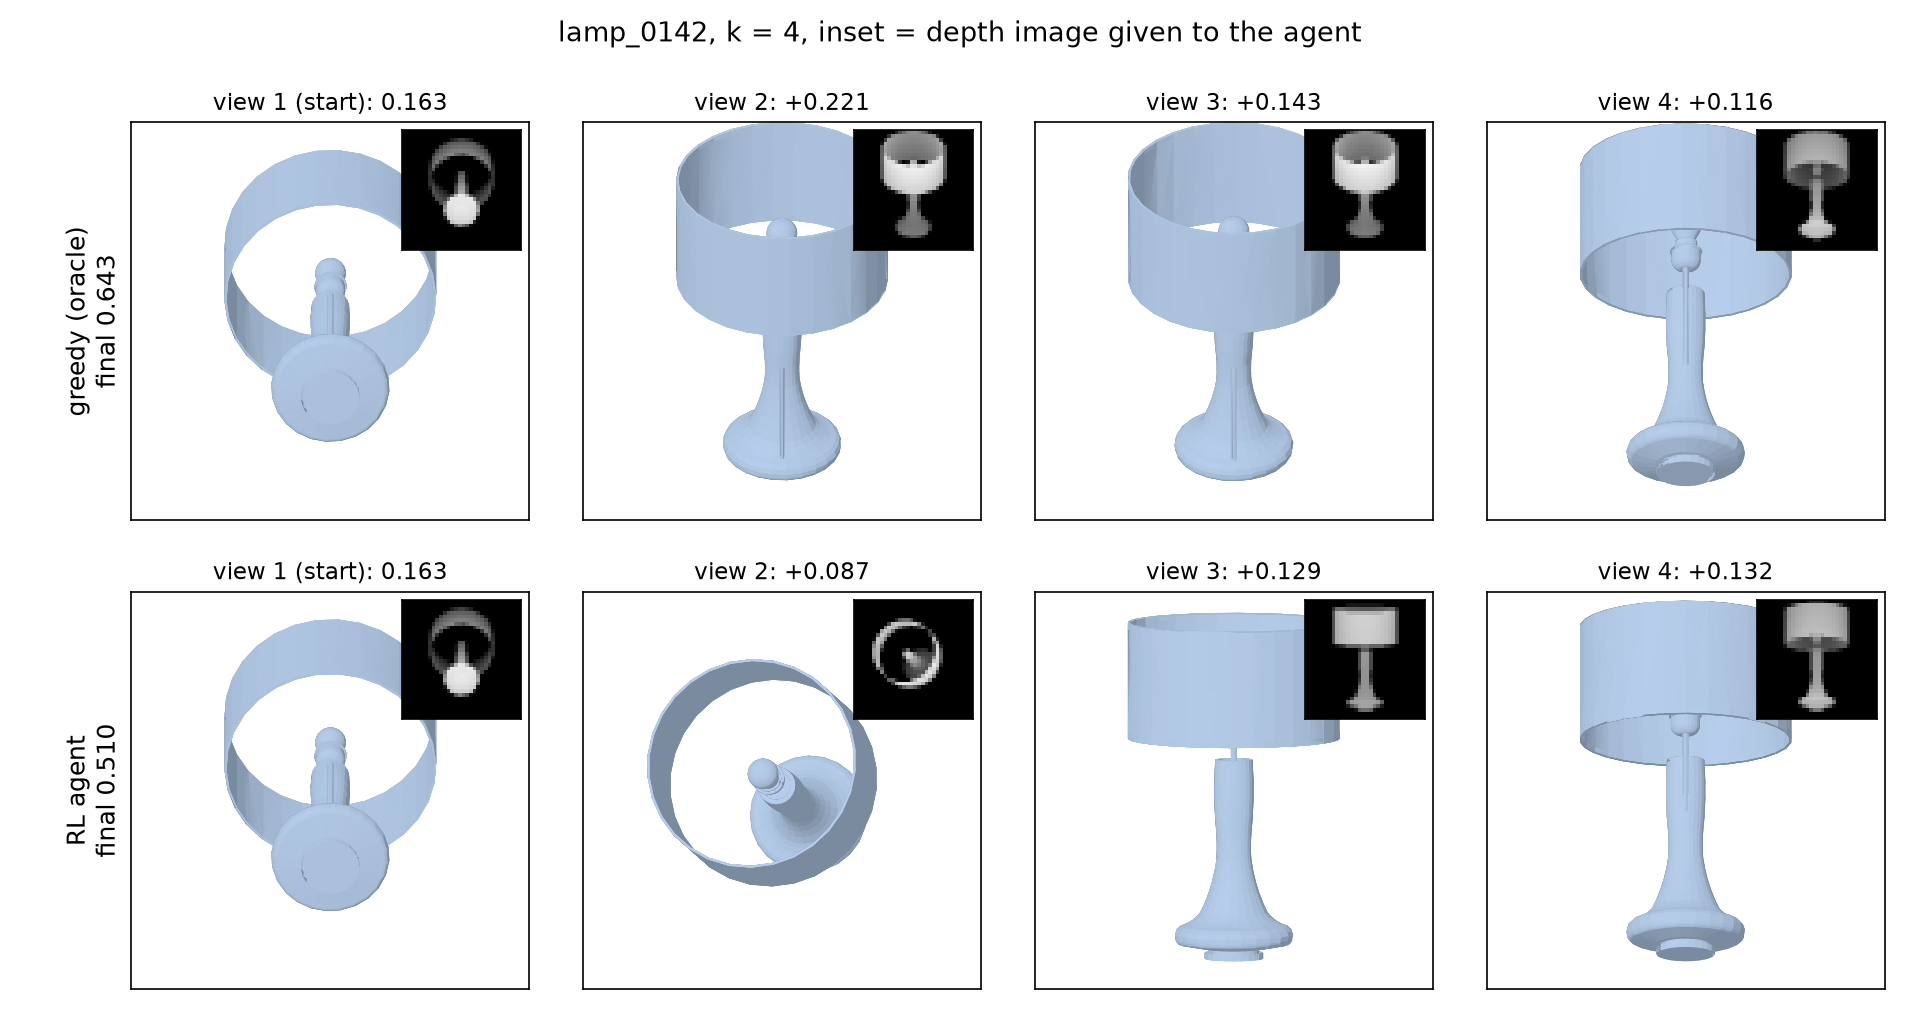 lamp_0142, k = 4, inset = depth image given to the agent
greedy (oracle)
final 0.643
view 1 (start): 0.163
view 2: +0.221
view 3: +0.143
view 4: +0.116
RL agent
final 0.510
view 1 (start): 0.163
view 2: +0.087
view 3: +0.129
view 4: +0.132